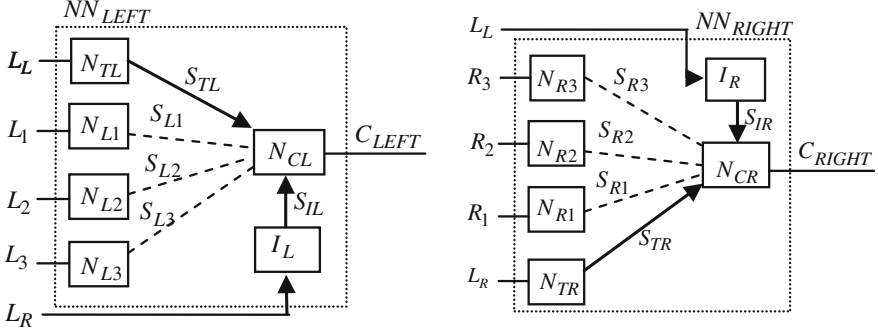 NN_LEFT
L_L
N_TL
S_TL
L_1
N_L1
S_L1
N_CL
C_LEFT
L_2
N_L2
S_L2
S_L3
S_IL
L_3
N_L3
I_L
L_R
L_L
NN_RIGHT
R_3
N_R3
S_R3
I_R
S_IR
R_2
N_R2
S_R2
N_CR
C_RIGHT
R_1
N_R1
S_R1
S_TR
L_R
N_TR